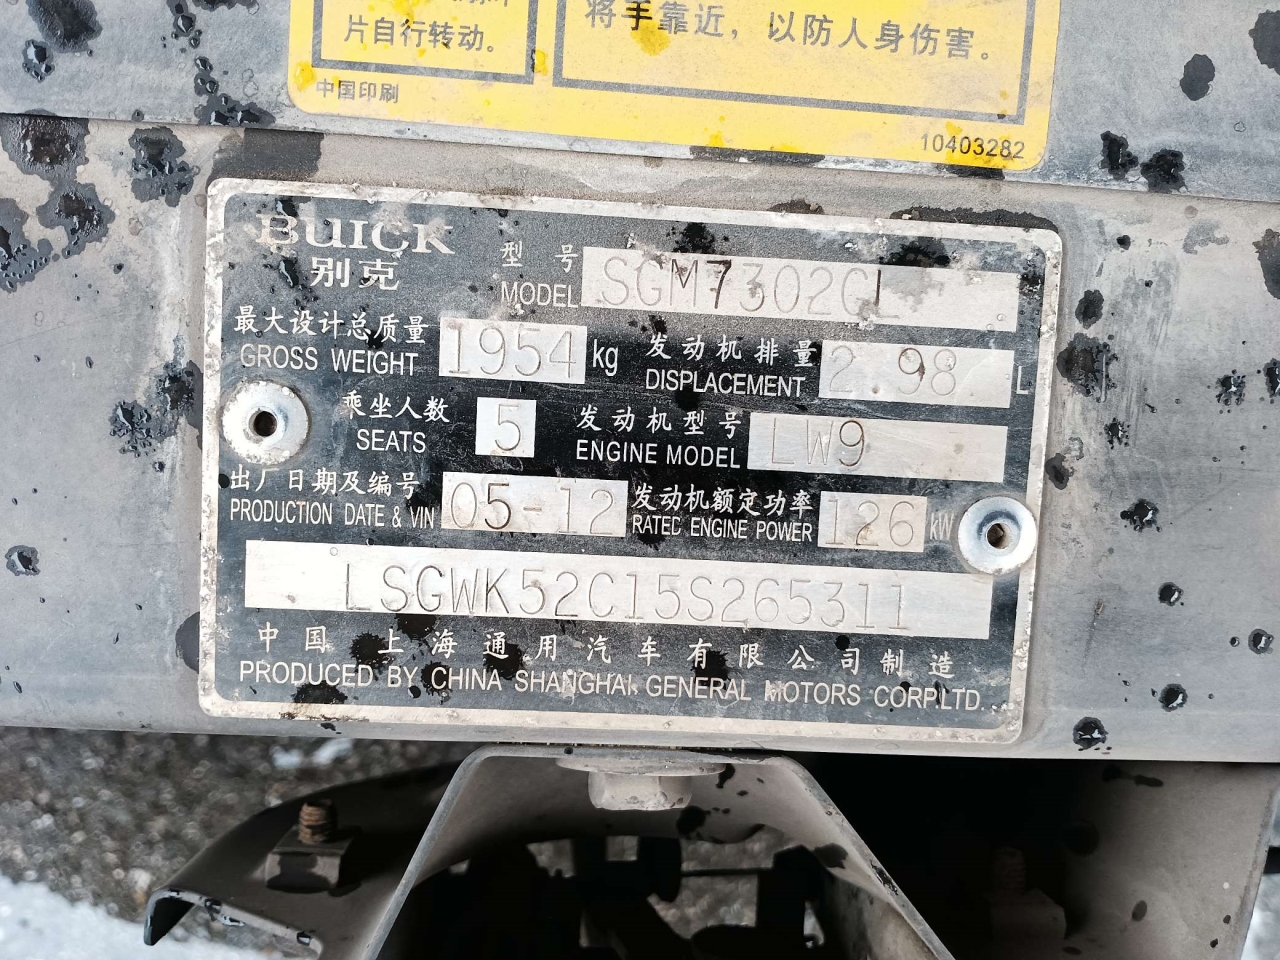 片自行转动。
将手靠近，以防人身伤害。
中国印刷
10403282
BUICK
别克
型号
MODEL SGM7302GL
最大设计总质量
GROSS WEIGHT 1954 kg
发动机排量
DISPLACEMENT 2.98 L
乘坐人数
SEATS 5
发动机型号
ENGINE MODEL LW9
出厂日期及编号
PRODUCTION DATE & VIN 05-12
发动机额定功率
RATEC ENGINE POWER 126 kW
LSGWK52C15S265311
中国 上海通用汽车有限公司制造
PRODUCED BY CHINA SHANGHAI GENERAL MOTORS CORP.LTD.